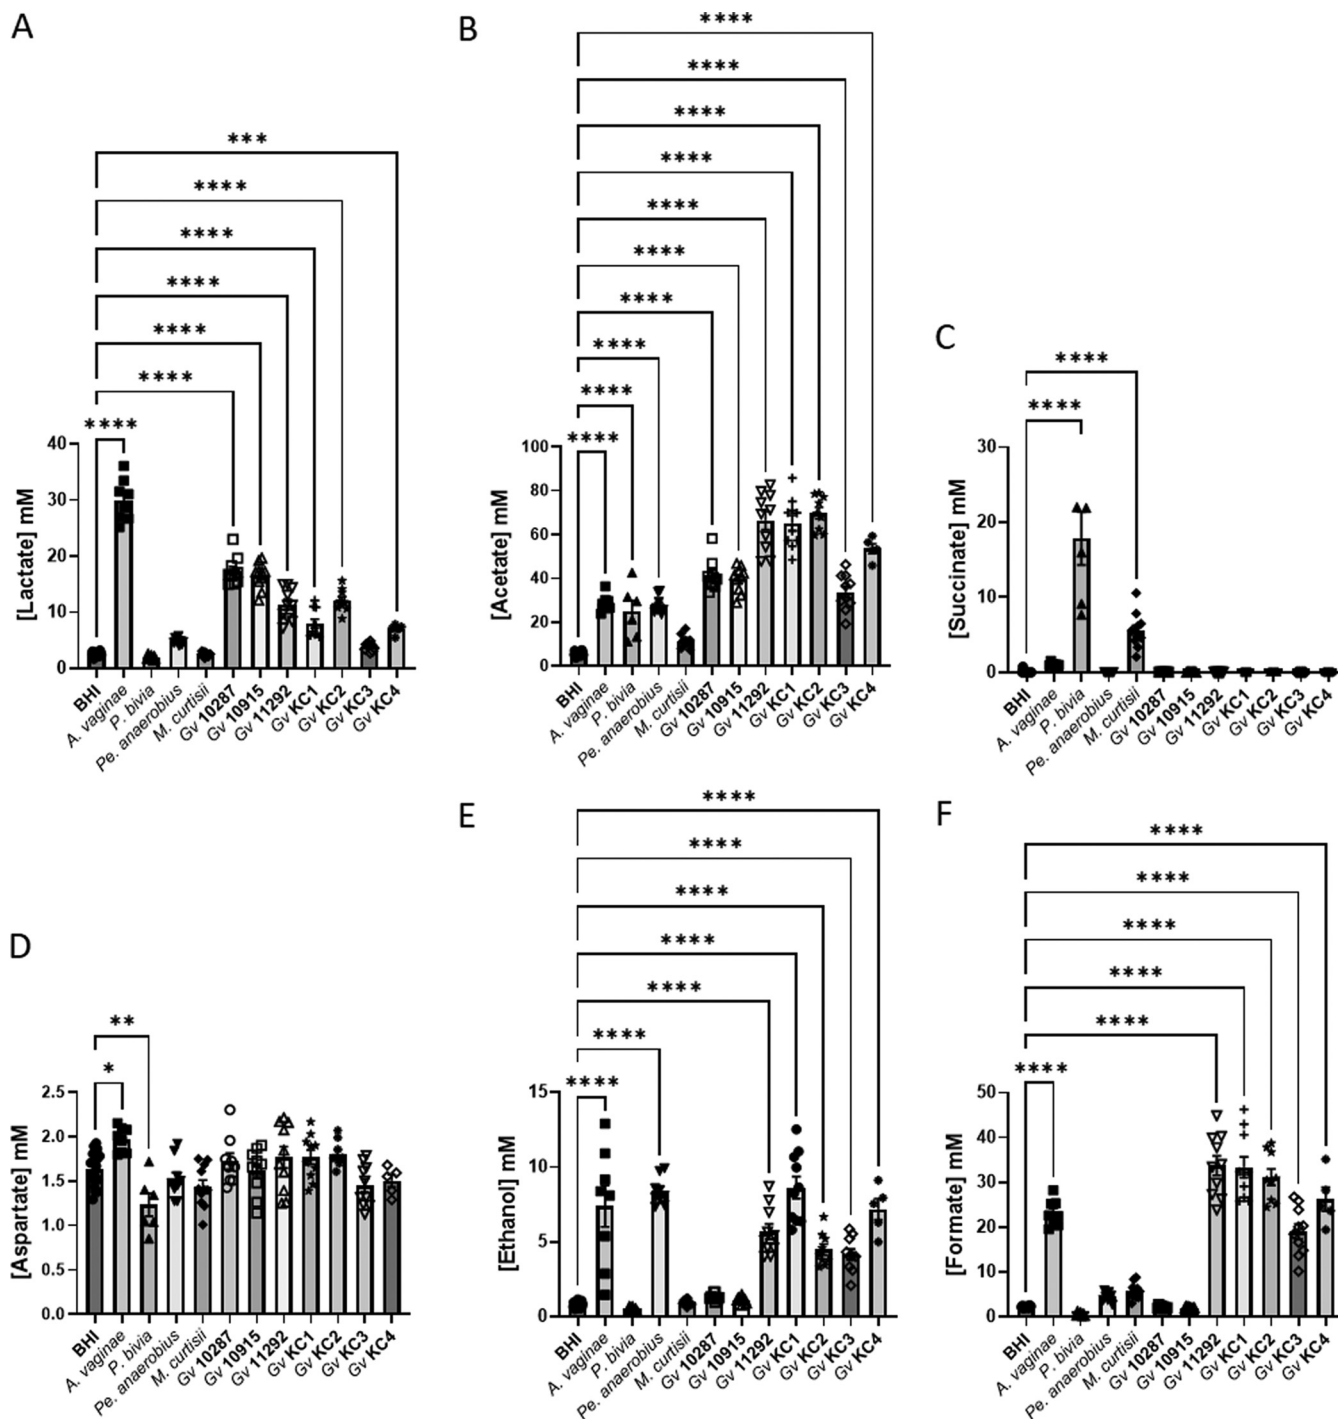 A
B
****
****
****
***
****
****
****
****
****
****
****
****
****
****
****
****
****
C
****
****
[Lactate] mM
40
30
20
10
0
BHI
A. vaginae
P. bivia
Pe. anaerobius
M. curtisii
Gv 10287
Gv 10915
Gv 11292
Gv KC1
Gv KC2
Gv KC3
Gv KC4
[Acetate] mM
100
80
60
40
20
0
BHI
A. vaginae
P. bivia
Pe. anaerobius
M. curtisii
Gv 10287
Gv 10915
Gv 11292
Gv KC1
Gv KC2
Gv KC3
Gv KC4
[Succinate] mM
30
20
10
0
BHI
A. vaginae
P. bivia
Pe. anaerobius
M. curtisii
Gv 10287
Gv 10915
Gv 11292
Gv KC1
Gv KC2
Gv KC3
Gv KC4
D
**
*
[Aspartate] mM
2.5
2.0
1.5
1.0
0.5
0.0
BHI
A. vaginae
P. bivia
Pe. anaerobius
M. curtisii
Gv 10287
Gv 10915
Gv 11292
Gv KC1
Gv KC2
Gv KC3
Gv KC4
E
****
****
****
****
****
****
****
[Ethanol] mM
15
10
5
0
BHI
A. vaginae
P. bivia
Pe. anaerobius
M. curtisii
Gv 10287
Gv 10915
Gv 11292
Gv KC1
Gv KC2
Gv KC3
Gv KC4
F
****
****
****
****
****
****
[Formate] mM
50
40
30
20
10
0
BHI
A. vaginae
P. bivia
Pe. anaerobius
M. curtisii
Gv 10287
Gv 10915
Gv 11292
Gv KC1
Gv KC2
Gv KC3
Gv KC4